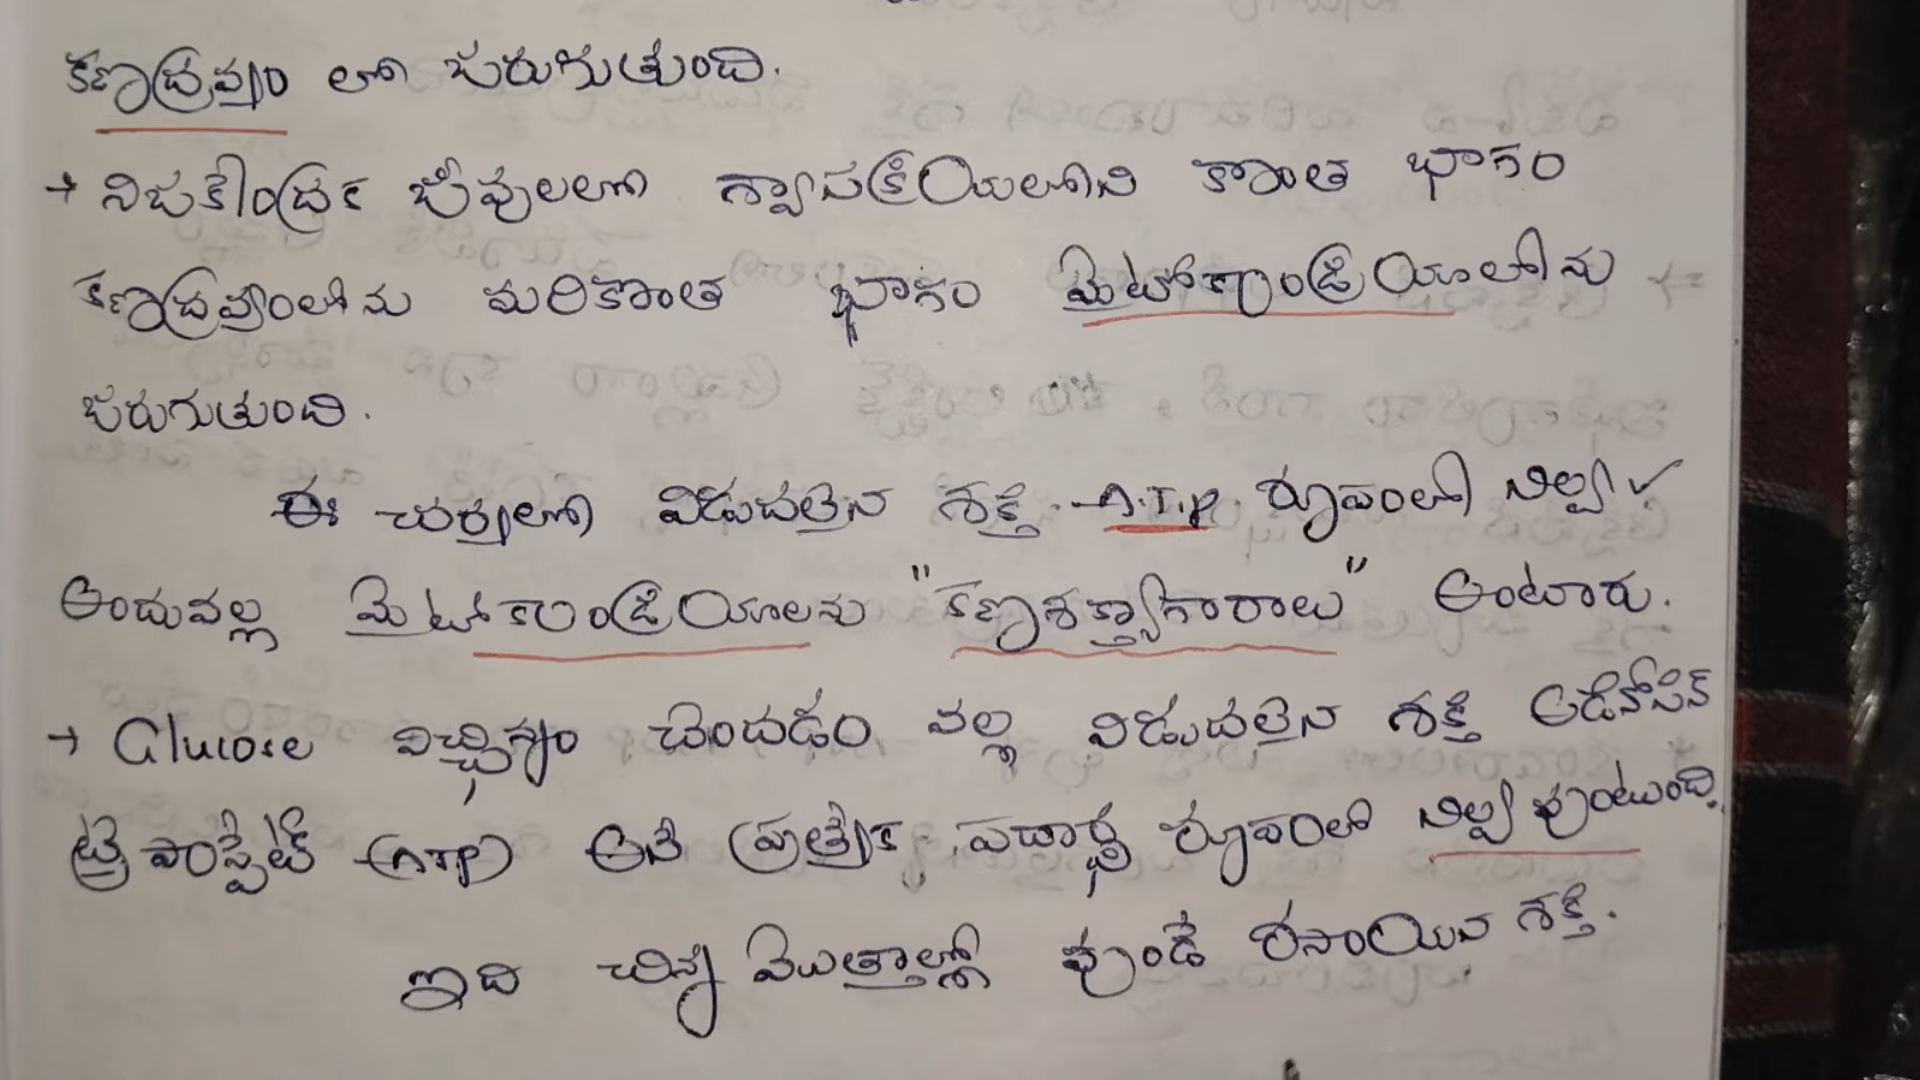 కణద్రవ్యం లో జరుగుతుంది.
→ నిజకేంద్రక జీవులలో శ్వాసక్రియలోని కొంత భాగం
కణద్రవ్యంలోను మరికొంత భాగం మైటోకాండ్రియాలోను
జరుగుతుంది.
ఈ చర్యలో విడుదలైన శక్తి A.T.P. రూపంలో నిల్వ ✓.
అందువల్ల మైటోకాండ్రియాలను "కణశక్త్యాగారాలు" అంటారు.
→ Glucose విచ్ఛిన్నం చెందడం వల్ల విడుదలైన శక్తి అడినోసిన్
ట్రై ఫాస్ఫేట్ (ATP) అనే ప్రత్యేక పదార్థ రూపంలో నిల్వ వుంటుంది.
ఇది చిన్న మొత్తాల్లో వుండే రసాయన శక్తి.